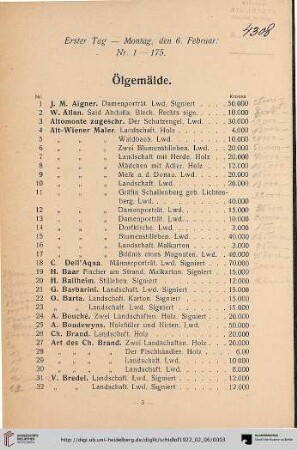 4308
Erster Tag — Montag, den 6. Februar:
Nr. 1 — 175.
Ölgemälde.
Nr. Kronen
1 J. M. Aigner. Damenporträt. Lwd. Signiert . . 50.000
2 W. Allan. Said Abdulla. Blech. Rechts sign. . 10.000
3 Altomonte zugeschr. Der Schutzengel. Lwd. . 30.000
4 Alt-Wiener Maler. Landschaft. Holz . . 4.000
5 „ „ „ Waldbach. Lwd. . . 10.000
6 „ „ „ Zwei Blumenstilleben. Lwd. . 20.000
7 „ „ „ Landschaft mit Herde. Holz 20.000
8 „ „ „ Mädchen mit Adler. Holz . 12.000
9 „ „ „ Melk a. d. Donau. Lwd. . 20.000
10 „ „ „ Landschaft. Lwd. . . 20.000
11 „ „ „ Gräfin Schallenberg geb. Lichten-
berg. Lwd. . . 40.000
12 „ „ „ Damenporträt. Lwd. . . 15.000
13 „ „ „ Damenporträt. Lwd. . . 10.000
14 „ „ „ Dorfkirche. Lwd. . . 8.000
15 „ „ „ Blumenstilleben. Lwd. . . 40.000
16 „ „ „ Landschaft. Malkarton . . 3.000
17 „ „ „ Bildnis eines Magnaten. Lwd. . 40.000
18 C. Dell'Aqua. Männerporträt. Lwd. Signiert . 70.000
19 H. Baar Fischer am Strand. Malkarton. Signiert . 15.000
20 H. Ballheim. Stilleben. Signiert . . 12.000
21 G. Barbarini. Landschaft. Lwd. Signiert . . 60.000
22 O. Barta. Landschaft. Karton. Signiert . . 15.000
23 „ „ Landschaft. Lwd. Signiert . . 15.000
24 A. Bouché. Zwei Landschaften. Holz. Signiert . 20.000
25 A. Boudewyns. Holzfäller und Hirten. Lwd. . 50.000
26 Ch. Brand. Landschaft. Holz . . 20.000
27 Art des Ch. Brand. Zwei Landschaften. Holz . 20.000
28 „ „ „ „ Der Fischhändler. Holz . 6.000
29 „ „ „ „ Landschaft. Holz . . 10.000
30 „ „ „ „ Landschaft. Lwd. . . 8.000
31 V. Bredel. Landschaft. Lwd. Signiert . . 12.000
32 „ „ Landschaft. Lwd. Signiert . . 12.000
— 3 —
http://digi.ub.uni-heidelberg.de/diglit/schidlof1922_02_06/0003